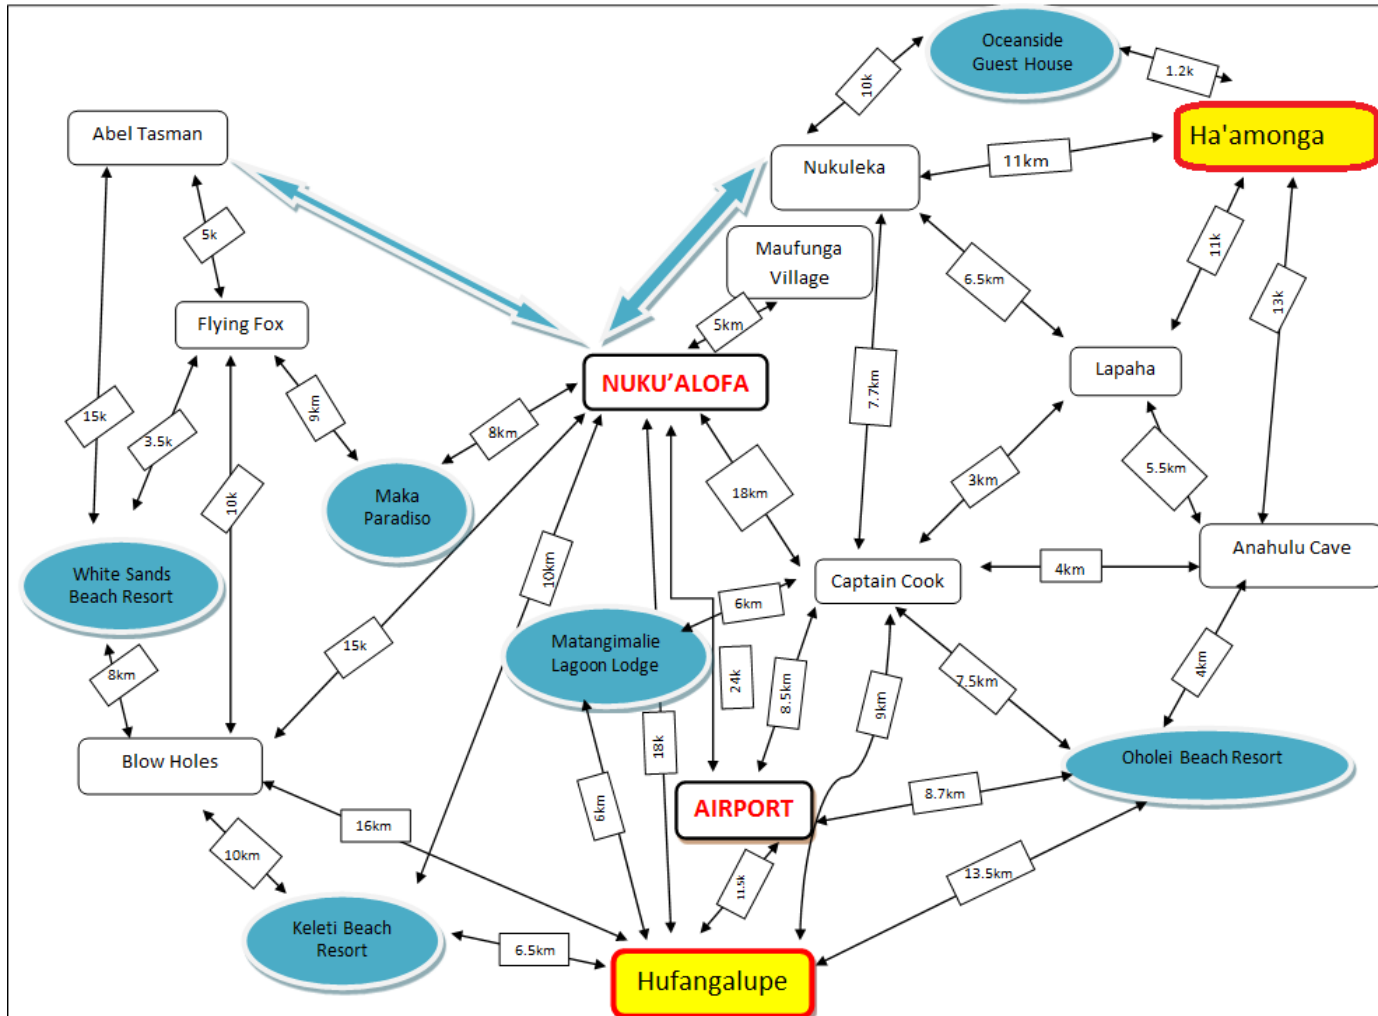 Oceanside
Guest House
1.2k
10k
Abel Tasman
Ha'amonga
Nukuleka
11km
5k
Maufunga
Village
6.5km
11k
13k
Flying Fox
5km
NUKU'ALOFA
Lapaha
7.7km
15k
3.5k
9km
8km
10k
18km
3km
5.5km
Maka
Paradiso
Anahulu Cave
White Sands
Beach Resort
10km
Captain Cook
4km
6km
15k
Matangimalie
Lagoon Lodge
8km
24k
8.5km
9km
7.5km
4km
18k
Blow Holes
Oholei Beach Resort
AIRPORT
8.7km
6km
16km
10km
11.5k
13.5km
Keleti Beach
Resort
6.5km
Hufangalupe